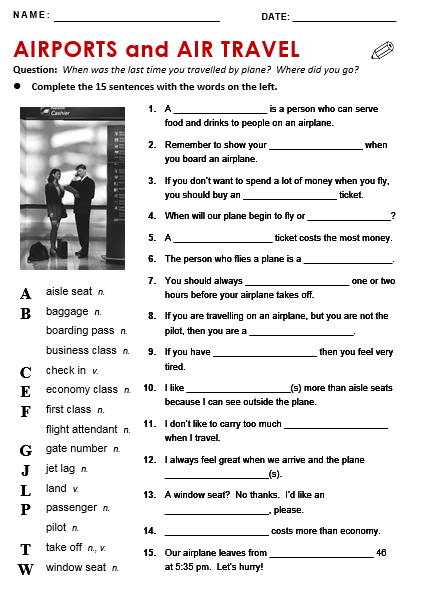 NAME: ____________________ DATE: ____________________
AIRPORTS and AIR TRAVEL
Question: When was the last time you travelled by plane? Where did you go?
● Complete the 15 sentences with the words on the left.
Cashier
A aisle seat n.
B baggage n.
boarding pass n.
business class n.
C check in v.
E economy class n.
F first class n.
flight attendant n.
G gate number n.
J jet lag n.
L land v.
P passenger n.
pilot n.
T take off n., v.
W window seat n.
1. A ____________________ is a person who can serve
food and drinks to people on an airplane.
2. Remember to show your ____________________ when
you board an airplane.
3. If you don't want to spend a lot of money when you fly,
you should buy an ____________________ ticket.
4. When will our plane begin to fly or ____________________?
5. A ____________________ ticket costs the most money.
6. The person who flies a plane is a ____________________.
7. You should always ____________________ one or two
hours before your airplane takes off.
8. If you are travelling on an airplane, but you are not the
pilot, then you are a ____________________.
9. If you have ____________________ then you feel very
tired.
10. I like ____________________(s) more than aisle seats
because I can see outside the plane.
11. I don't like to carry too much ____________________
when I travel.
12. I always feel great when we arrive and the plane
____________________(s).
13. A window seat? No thanks. I'd like an
____________________, please.
14. ____________________ costs more than economy.
15. Our airplane leaves from ____________________ 46
at 5:35 pm. Let's hurry!